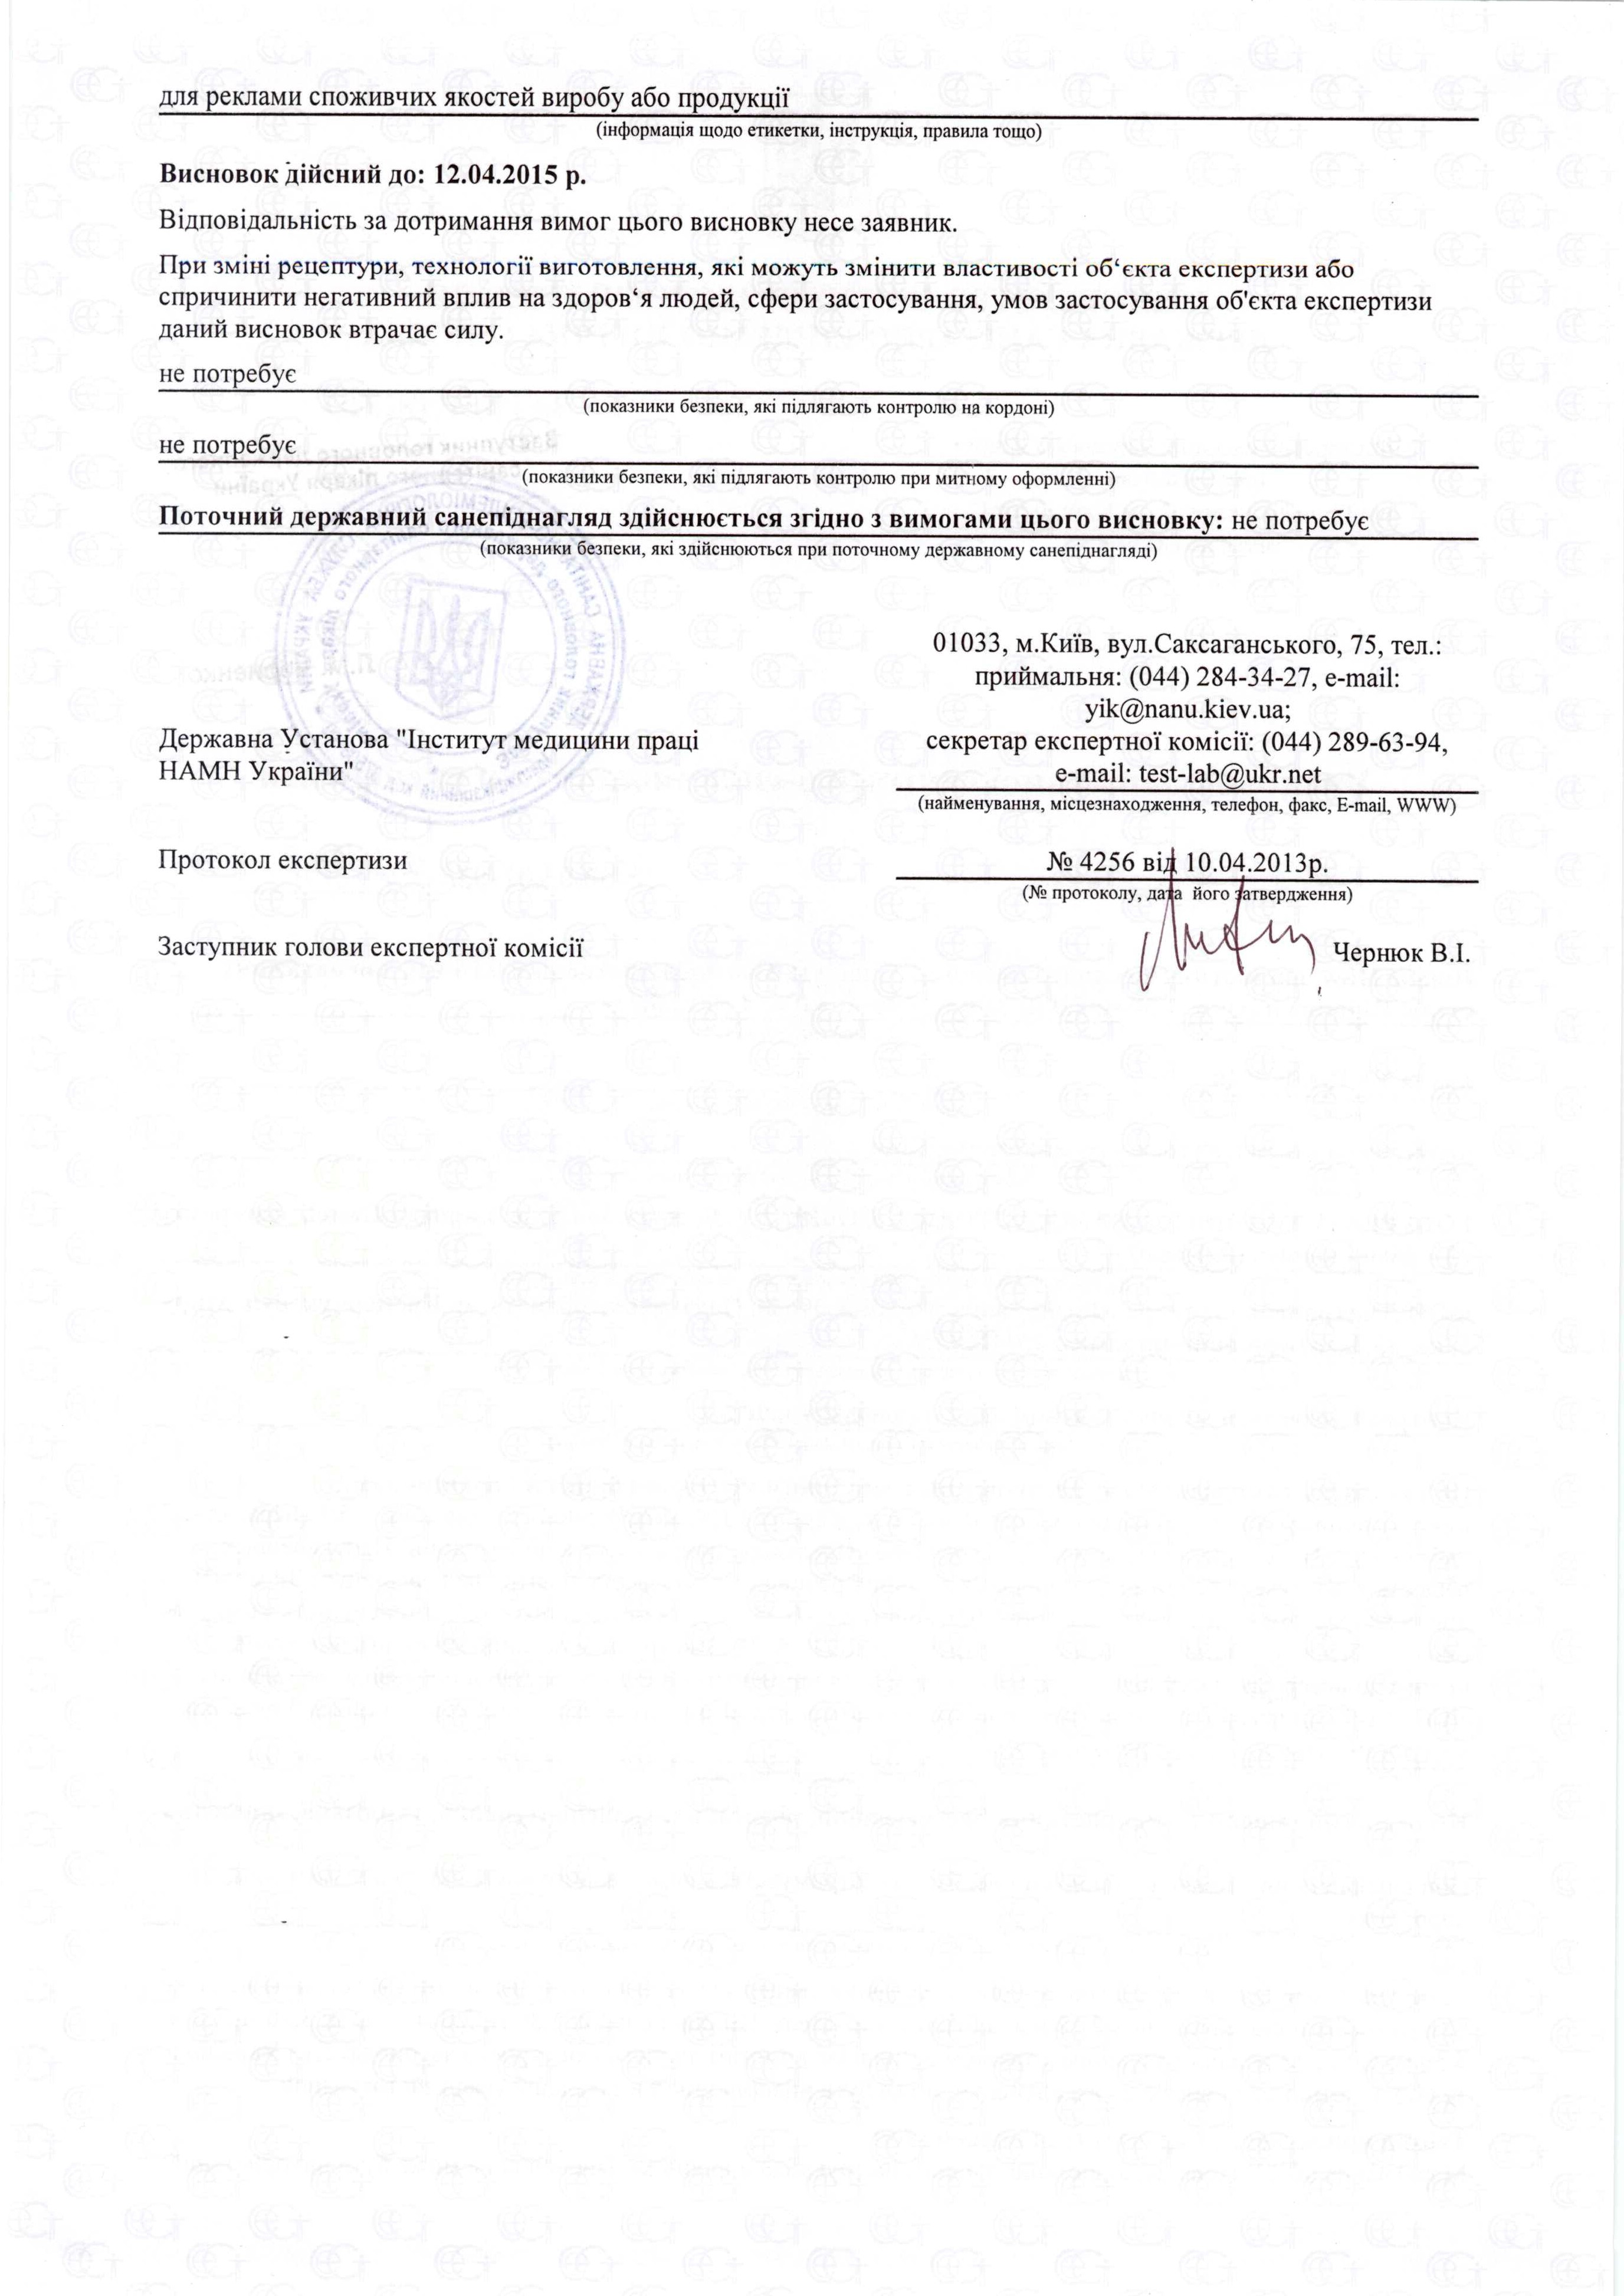 для реклами споживчих якостей виробу або продукції
(інформація щодо етикетки, інструкція, правила тощо)
Висновок дійсний до: 12.04.2015 р.
Відповідальність за дотримання вимог цього висновку несе заявник.
При зміні рецептури, технології виготовлення, які можуть змінити властивості об‘єкта експертизи або
спричинити негативний вплив на здоров‘я людей, сфери застосування, умов застосування об'єкта експертизи
даний висновок втрачає силу.
не потребує
(показники безпеки, які підлягають контролю на кордоні)
не потребує
(показники безпеки, які підлягають контролю при митному оформленні)
Поточний державний санепіднагляд здійснюється згідно з вимогами цього висновку: не потребує
(показники безпеки, які здійснюються при поточному державному санепіднагляді)
Державна Установа "Інститут медицини праці
НАМН України"
01033, м.Київ, вул.Саксаганського, 75, тел.:
приймальня: (044) 284-34-27, e-mail:
yik@nanu.kiev.ua;
секретар експертної комісії: (044) 289-63-94,
e-mail: test-lab@ukr.net
(найменування, місцезнаходження, телефон, факс, E-mail, WWW)
Протокол експертизи
№ 4256 від 10.04.2013р.
(№ протоколу, дата його затвердження)
Заступник голови експертної комісії
Чернюк В.І.